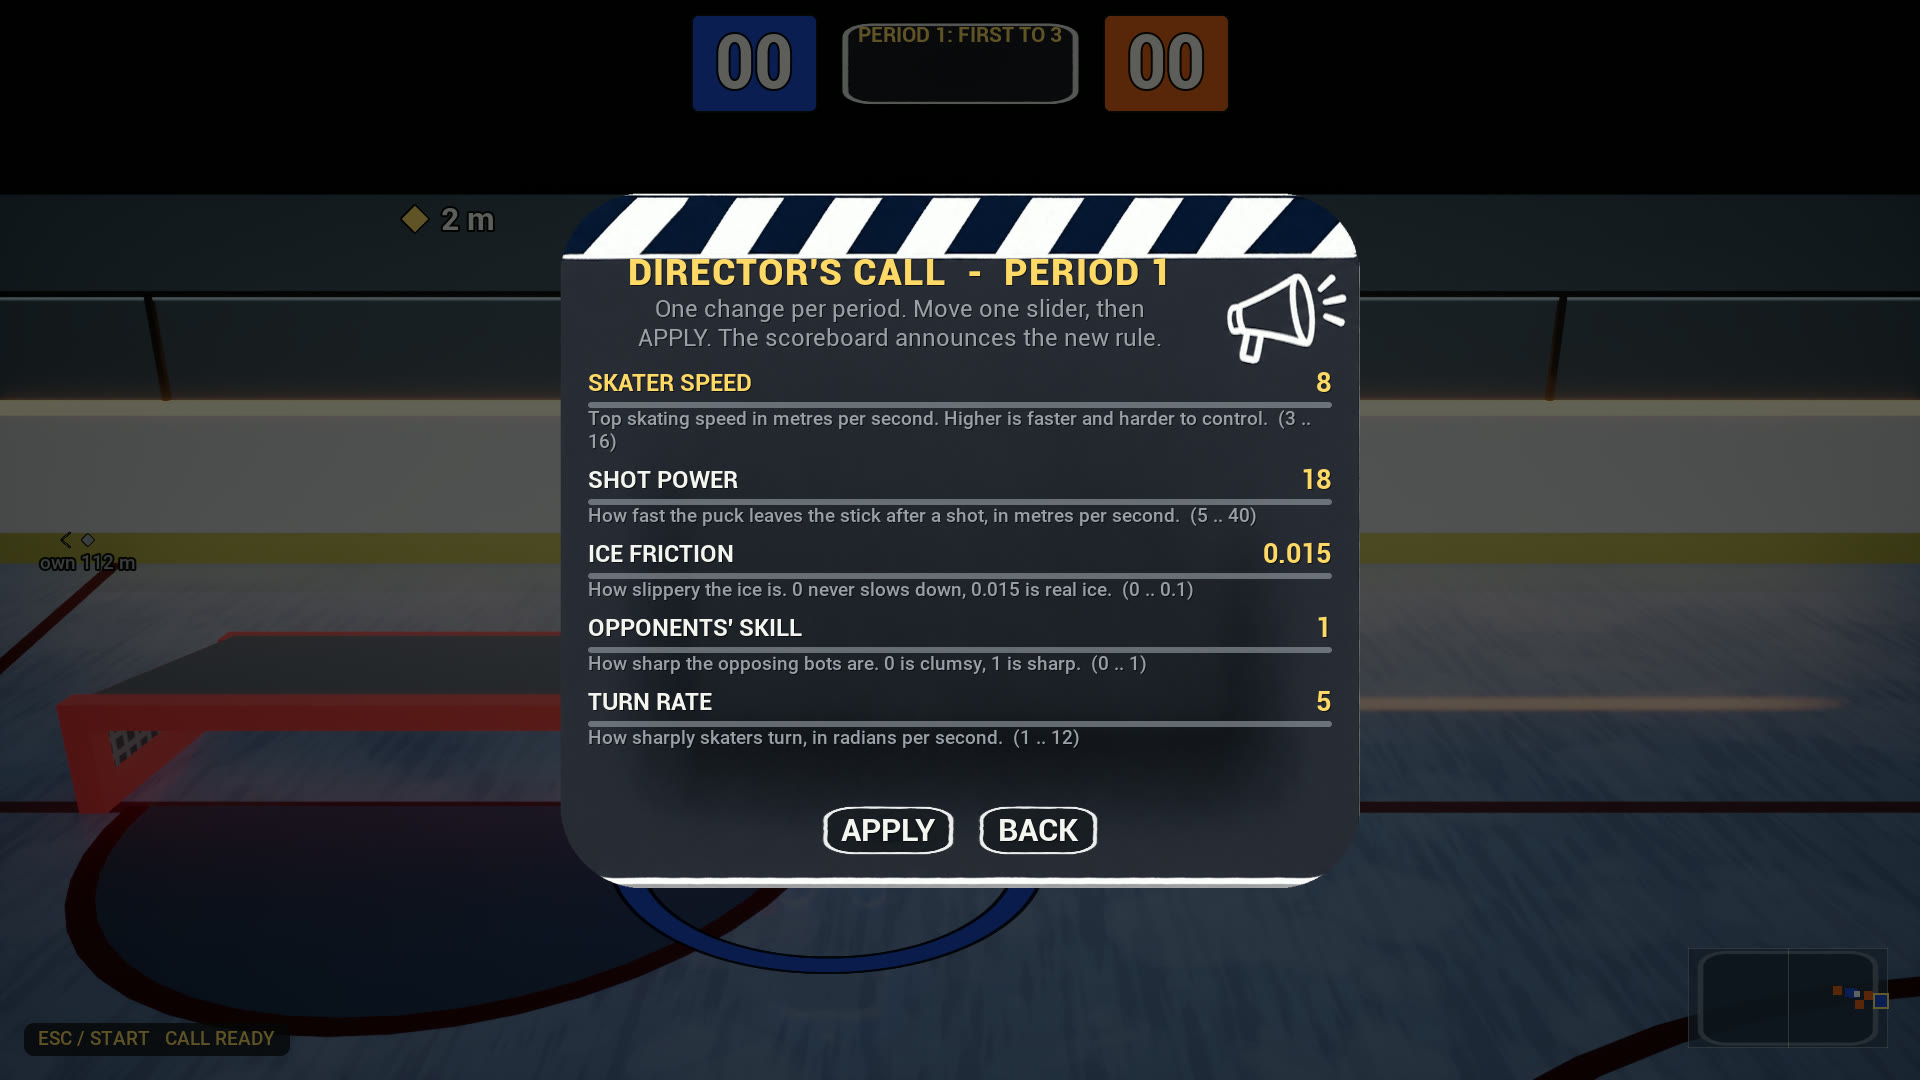 00
PERIOD 1: FIRST TO 3
00
2 m
DIRECTOR'S CALL - PERIOD 1
One change per period. Move one slider, then
APPLY. The scoreboard announces the new rule.
SKATER SPEED 8
Top skating speed in metres per second. Higher is faster and harder to control. (3 ..
16)
SHOT POWER 18
How fast the puck leaves the stick after a shot, in metres per second. (5 .. 40)
ICE FRICTION 0.015
How slippery the ice is. 0 never slows down, 0.015 is real ice. (0 .. 0.1)
OPPONENTS' SKILL 1
How sharp the opposing bots are. 0 is clumsy, 1 is sharp. (0 .. 1)
TURN RATE 5
How sharply skaters turn, in radians per second. (1 .. 12)
APPLY BACK
own 112 m
ESC / START CALL READY